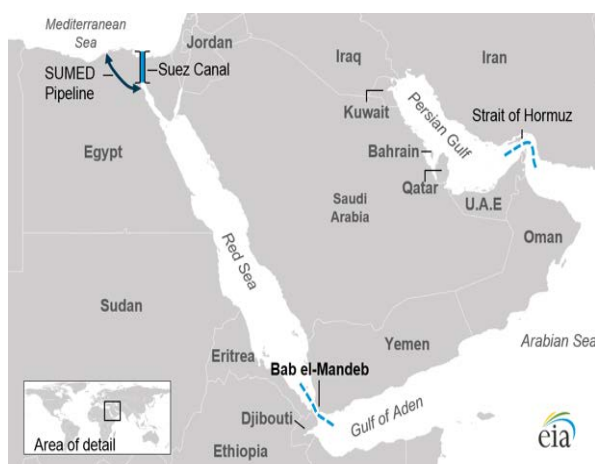 Mediterranean
Sea
Jordan
Iraq
Iran
SUMED
Pipeline
Suez Canal
Kuwait
Strait of Hormuz
Persian Gulf
Egypt
Bahrain
Qatar
Saudi
Arabia
U.A.E
Oman
Red Sea
Sudan
Yemen
Arabian Sea
Eritrea
Bab el-Mandeb
Djibouti
Gulf of Aden
Ethiopia
Area of detail
eia